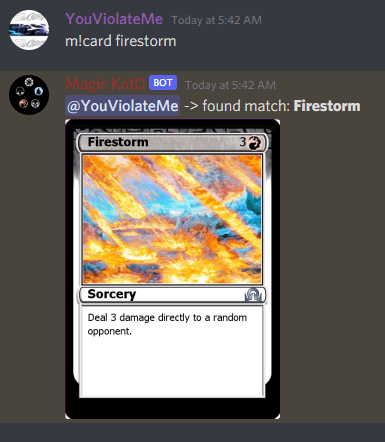 YouViolateMe Today at 5:42 AM
m!card firestorm
Magic KotD BOT Today at 5:42 AM
@YouViolateMe -> found match: Firestorm
Firestorm 3
Sorcery
Deal 3 damage directly to a random
opponent.